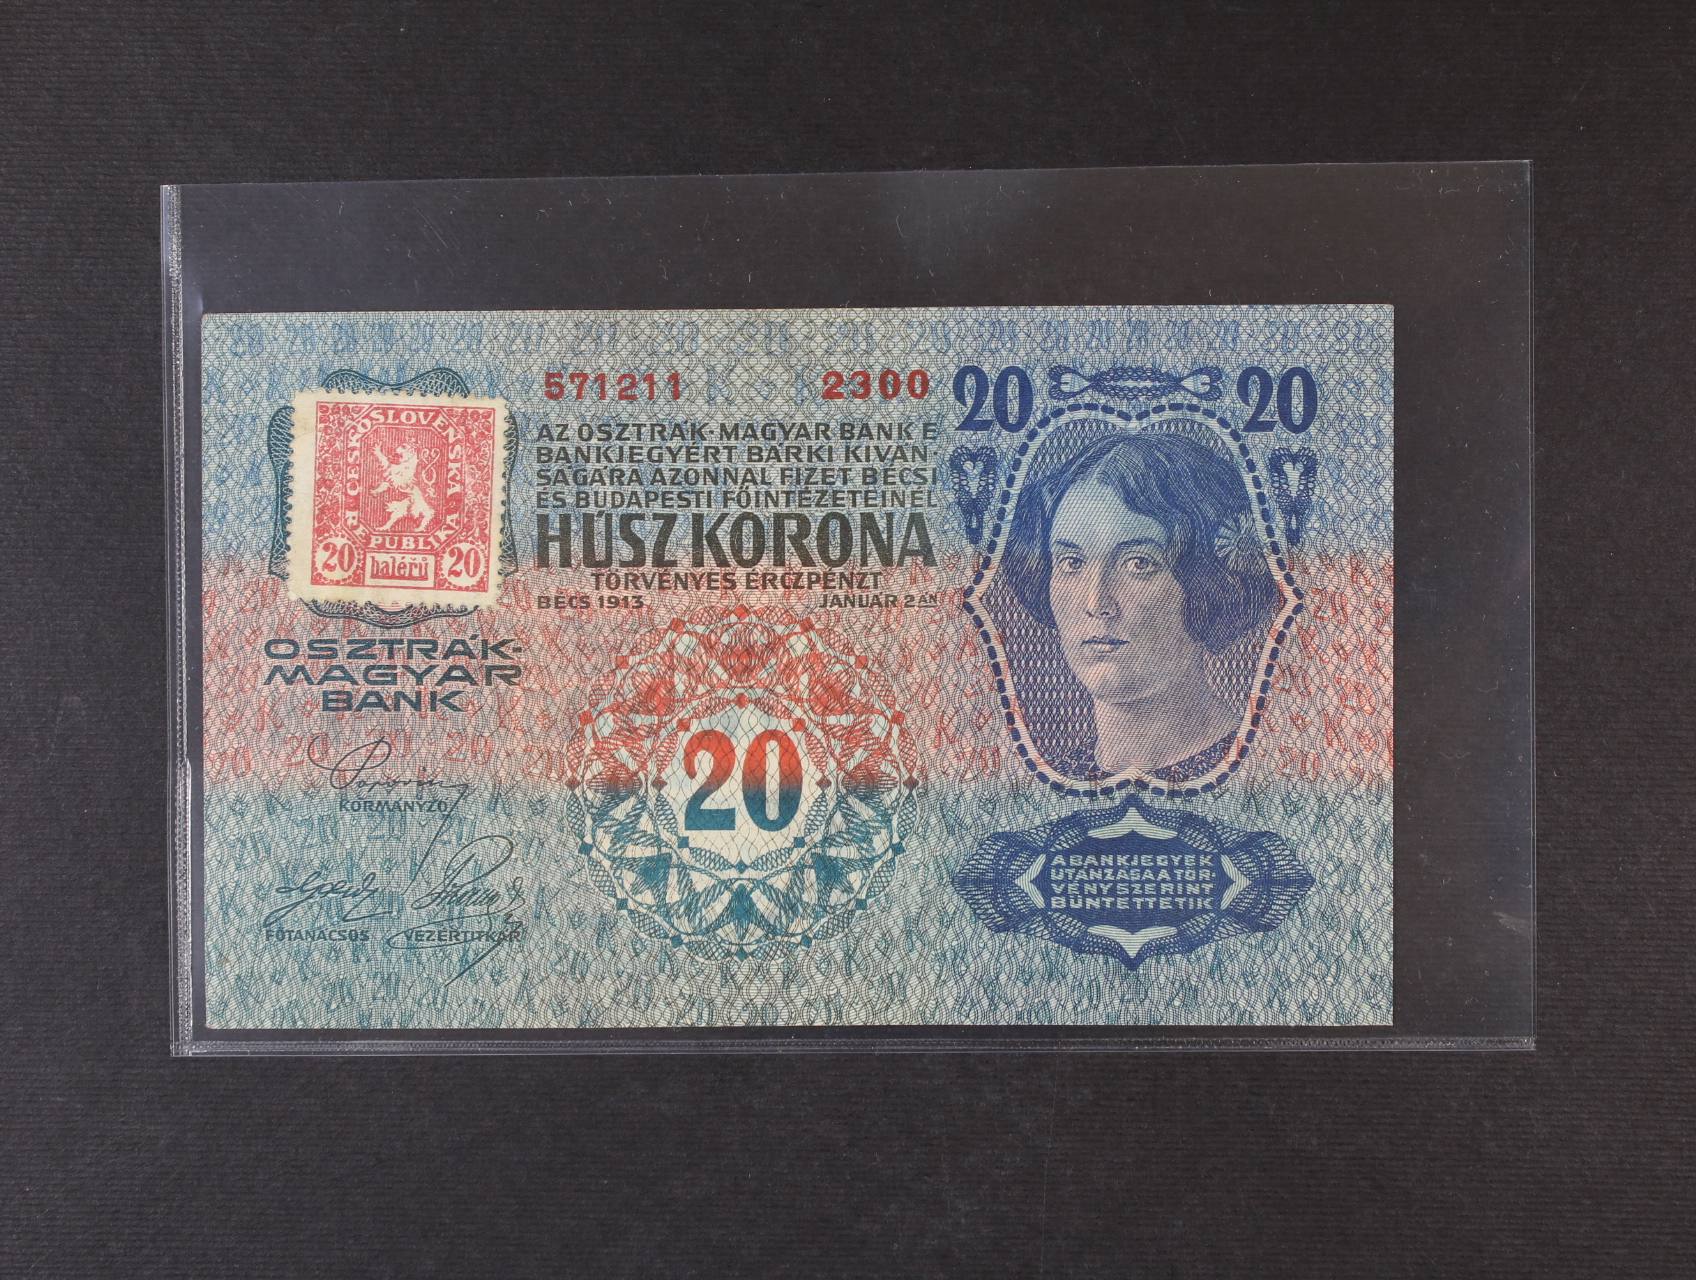 571211 2300
20 20
AZ OSZTRÁK-MAGYAR BANK E
BANKJEGYÉRT BÁRKI KIVÁN-
SÁGÁRA AZONNAL FIZET BÉCSI
ÉS BUDAPESTI FŐINTÉZETEINÉL
HÚSZ KORONA
TÖRVÉNYES ÉRCZPÉNZT
BÉCS 1913 JANUÁR 2ÁN
ČESKOSLOVENSKÁ
REPUBLIKA
20 haléřů 20
OSZTRÁK-
MAGYAR
BANK
KORMÁNYZÓ
FŐTANÁCSOS VEZÉRTITKÁR
20
A BANKJEGYEK
UTÁNZÁSA A TÖR-
VÉNY SZERINT
BÜNTETTETIK